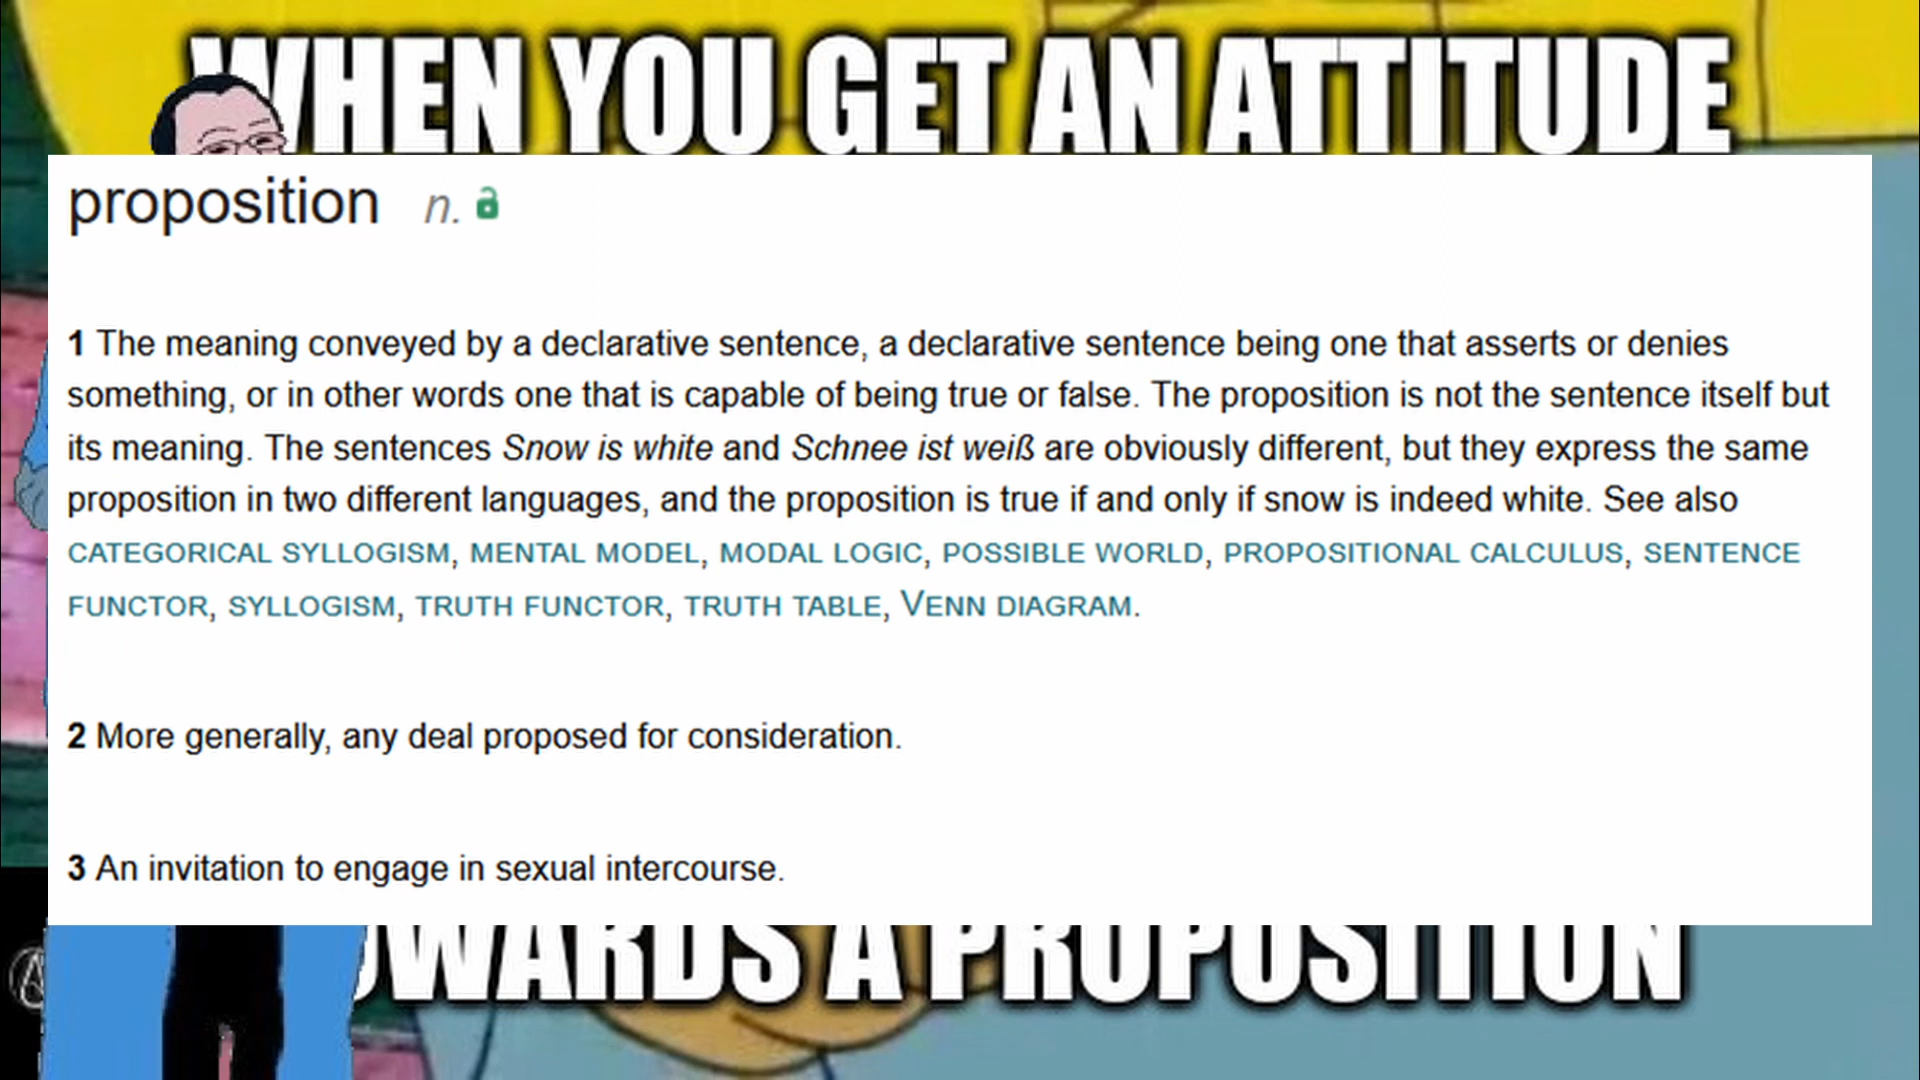 WHEN YOU GET AN ATTITUDE
proposition n.
1 The meaning conveyed by a declarative sentence, a declarative sentence being one that asserts or denies
something, or in other words one that is capable of being true or false. The proposition is not the sentence itself but
its meaning. The sentences Snow is white and Schnee ist weiß are obviously different, but they express the same
proposition in two different languages, and the proposition is true if and only if snow is indeed white. See also
CATEGORICAL SYLLOGISM, MENTAL MODEL, MODAL LOGIC, POSSIBLE WORLD, PROPOSITIONAL CALCULUS, SENTENCE
FUNCTOR, SYLLOGISM, TRUTH FUNCTOR, TRUTH TABLE, VENN DIAGRAM.
2 More generally, any deal proposed for consideration.
3 An invitation to engage in sexual intercourse.
TOWARDS A PROPOSITION